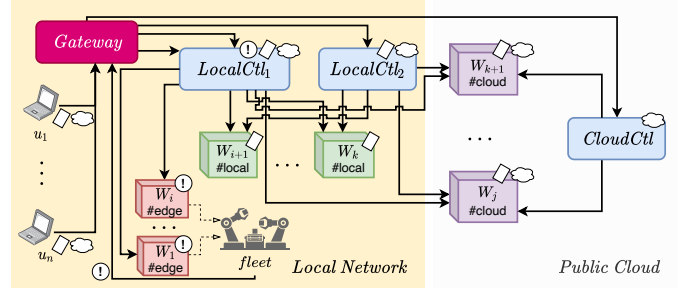 Gateway
!
LocalCtl₁
LocalCtl₂
Wₖ₊₁
#cloud
u₁
Wᵢ₊₁
#local
. . .
Wₖ
#local
. . .
CloudCtl
Wᵢ
#edge
!
Wⱼ
#cloud
. . .
W₁
#edge
!
uₙ
!
fleet
Local Network
Public Cloud